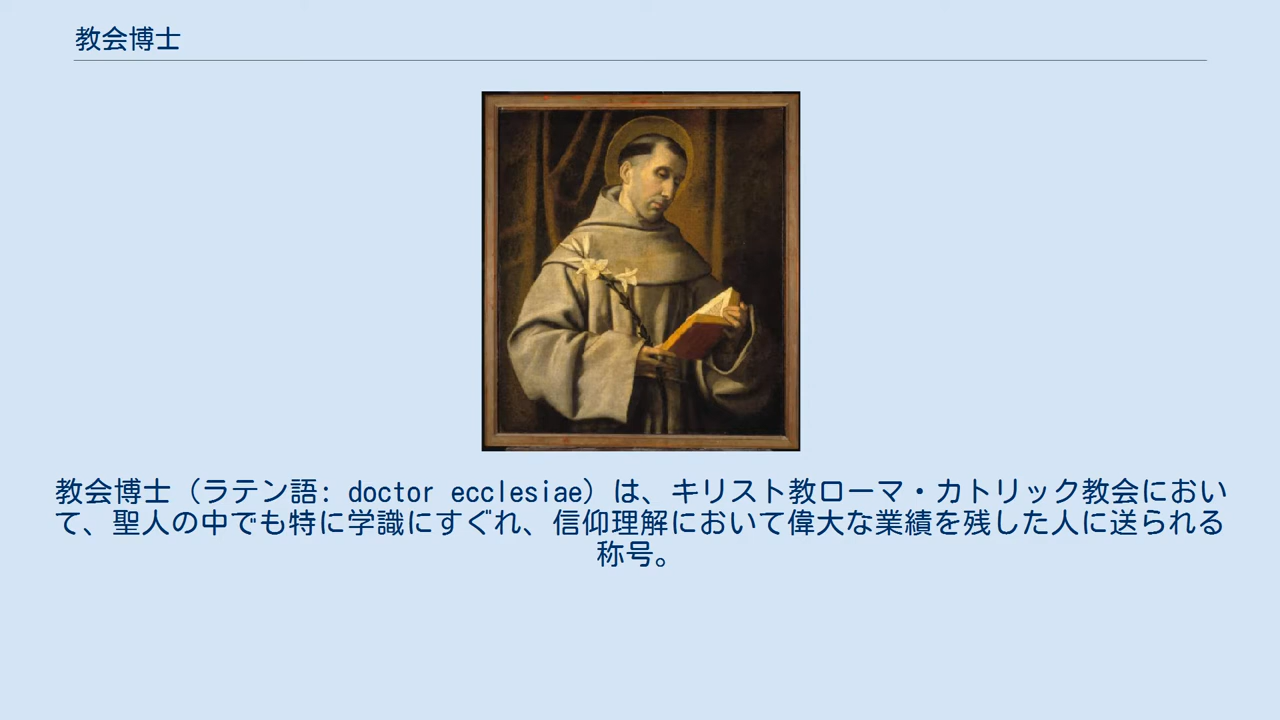 教会博士
教会博士（ラテン語: doctor ecclesiae）は、キリスト教ローマ・カトリック教会におい
て、聖人の中でも特に学識にすぐれ、信仰理解において偉大な業績を残した人に送られる
称号。